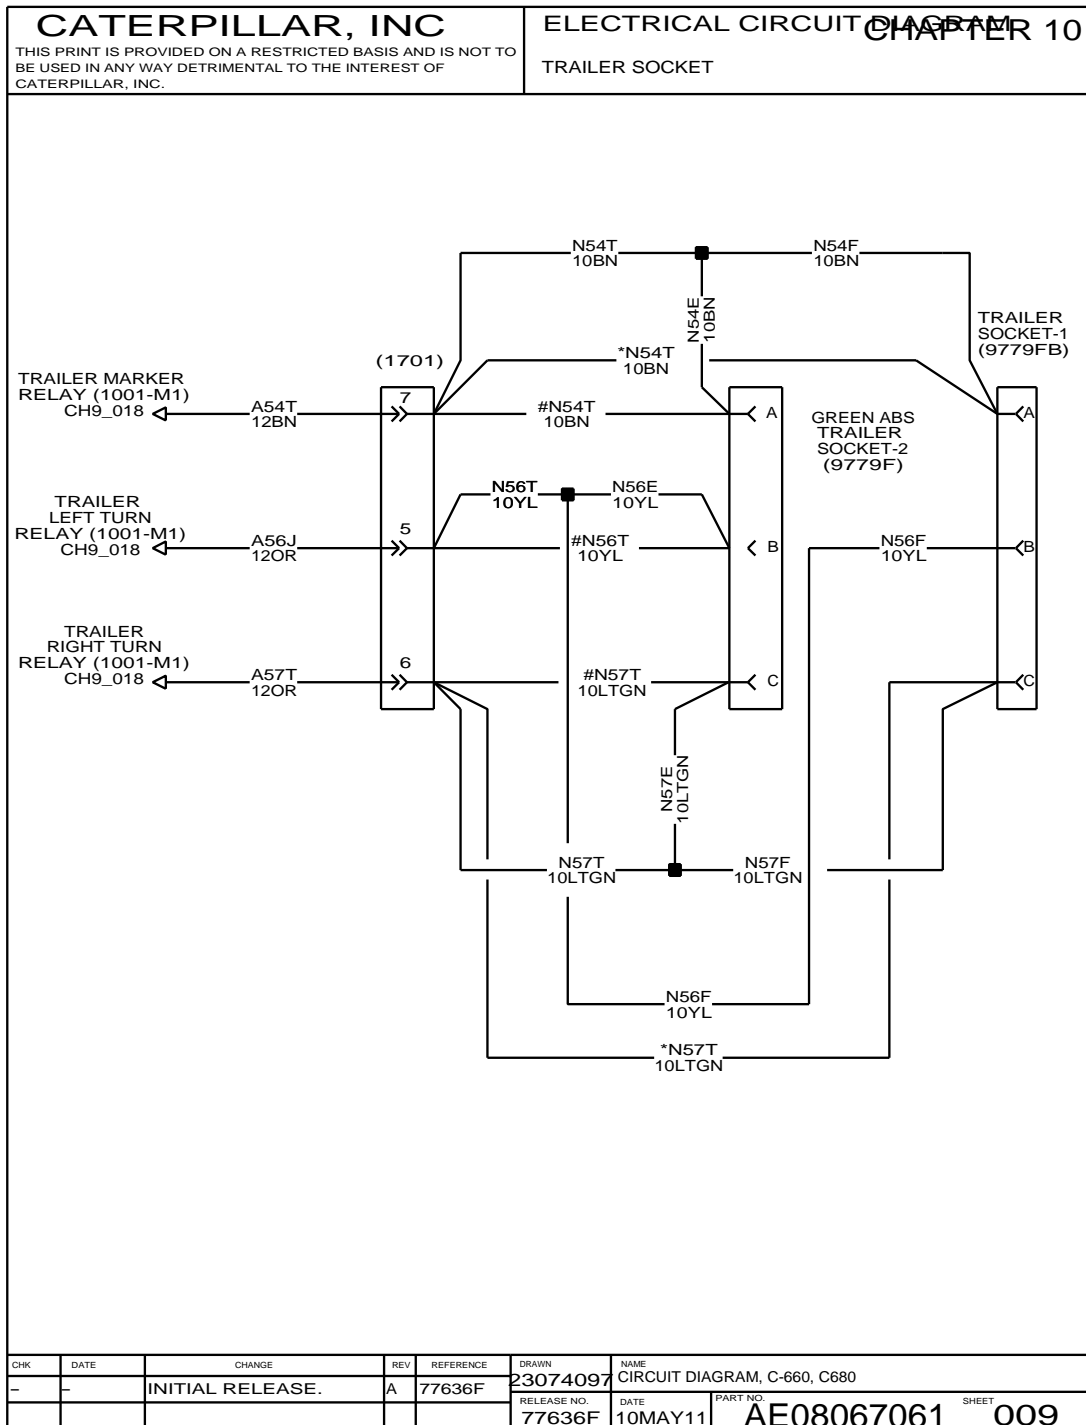 CATERPILLAR, INC
THIS PRINT IS PROVIDED ON A RESTRICTED BASIS AND IS NOT TO
BE USED IN ANY WAY DETRIMENTAL TO THE INTEREST OF
CATERPILLAR, INC.
ELECTRICAL CIRCUIT DIAGRAM
CHAPTER 10
TRAILER SOCKET
N54T
10BN
N54F
10BN
N54E
10BN
TRAILER
SOCKET-1
(9779FB)
*N54T
10BN
(1701)
TRAILER MARKER
RELAY (1001-M1)
CH9_018
A54T
12BN
7
#N54T
10BN
A
GREEN ABS
TRAILER
SOCKET-2
(9779F)
A
N56T
10YL
N56E
10YL
TRAILER
LEFT TURN
RELAY (1001-M1)
CH9_018
A56J
12OR
5
#N56T
10YL
B
N56F
10YL
B
TRAILER
RIGHT TURN
RELAY (1001-M1)
CH9_018
A57T
12OR
6
#N57T
10LTGN
C
C
N57E
10LTGN
N57T
10LTGN
N57F
10LTGN
N56F
10YL
*N57T
10LTGN
CHK DATE CHANGE REV REFERENCE
- - INITIAL RELEASE. A 77636F
DRAWN
23074097
NAME
CIRCUIT DIAGRAM, C-660, C680
RELEASE NO.
77636F
DATE
10MAY11
PART NO.
AE08067061
SHEET
009